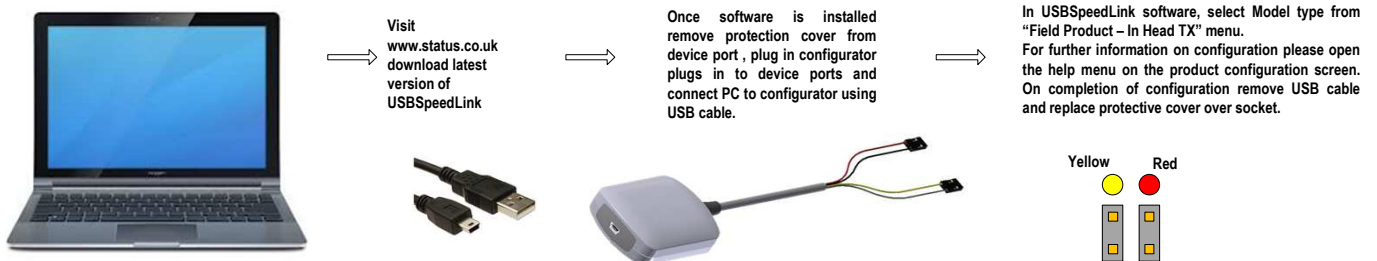 Visit
www.status.co.uk
download latest
version of
USBSpeedLink
Once software is installed
remove protection cover from
device port , plug in configurator
plugs in to device ports and
connect PC to configurator using
USB cable.
In USBSpeedLink software, select Model type from
“Field Product – In Head TX” menu.
For further information on configuration please open
the help menu on the product configuration screen.
On completion of configuration remove USB cable
and replace protective cover over socket.
Yellow Red